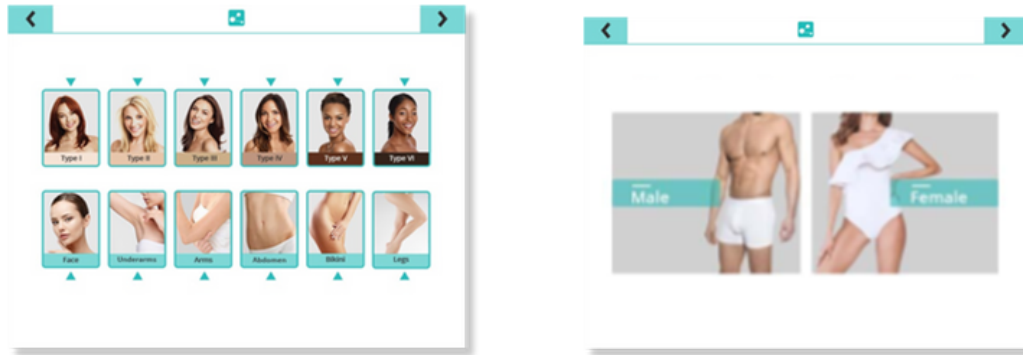 Type I
Type II
Type III
Type IV
Type V
Type VI
Face
Underarms
Arms
Abdomen
Bikini
Legs
Male
Female